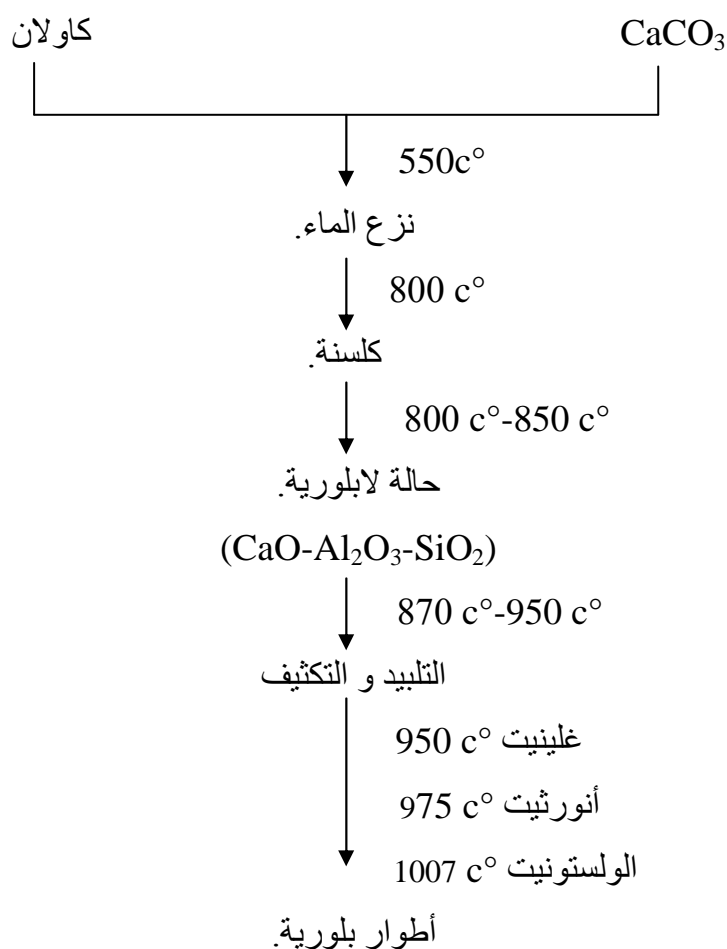 كاولان
CaCO₃
550c°
نزع الماء.
800 c°
كلسنة.
800 c°-850 c°
حالة لابلورية.
(CaO-Al₂O₃-SiO₂)
870 c°-950 c°
التلبيد و التكثيف
غلينيت 950 c°
أنورثيت 975 c°
الولستونيت 1007 c°
أطوار بلورية.